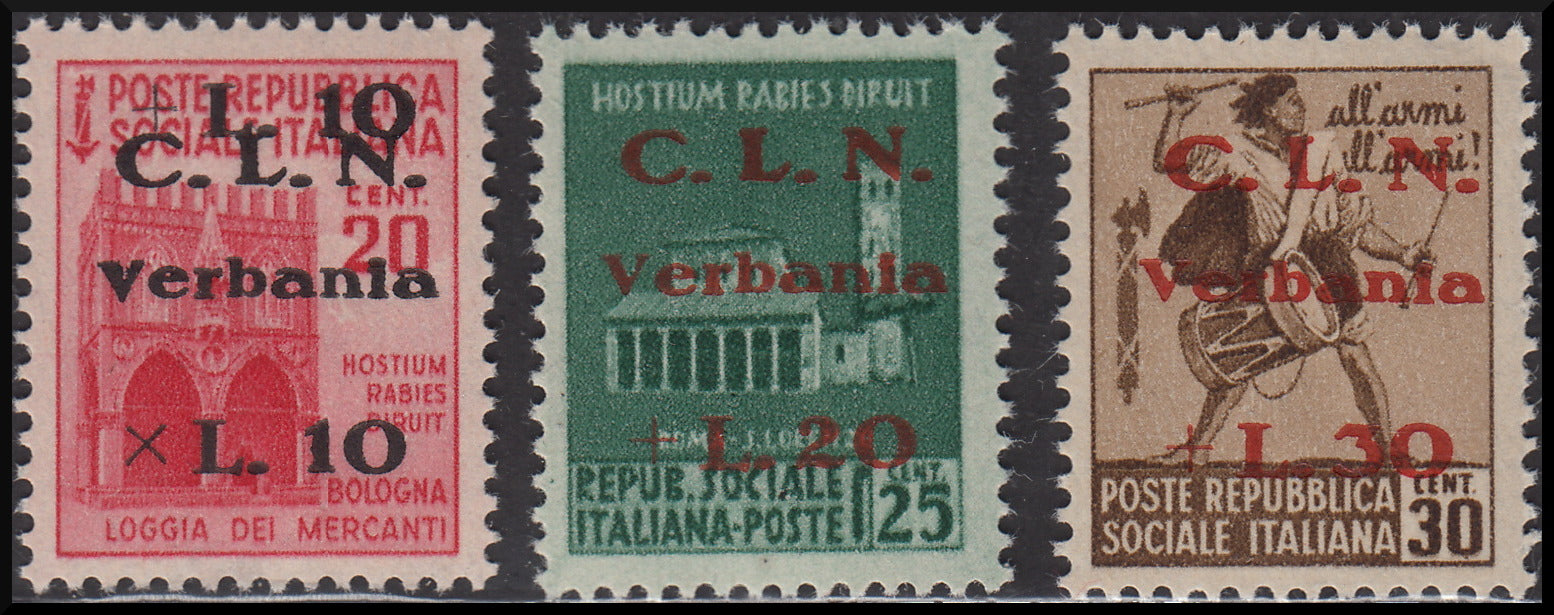 POSTE REPUBBLICA
+ L. 10
SOCIALE ITALIANA
C. L. N.
CENT.
20
Verbania
HOSTIUM
RABIES
DIRUIT
× L. 10
BOLOGNA
LOGGIA DEI MERCANTI
HOSTIUM RABIES DIRUIT
C. L. N.
Verbania
+ L. 20
REPUB. SOCIALE
ITALIANA-POSTE
CENT.
25
all'armi
all'armi!
C. L. N.
Verbania
+ L. 30
POSTE REPUBBLICA
SOCIALE ITALIANA
CENT.
30